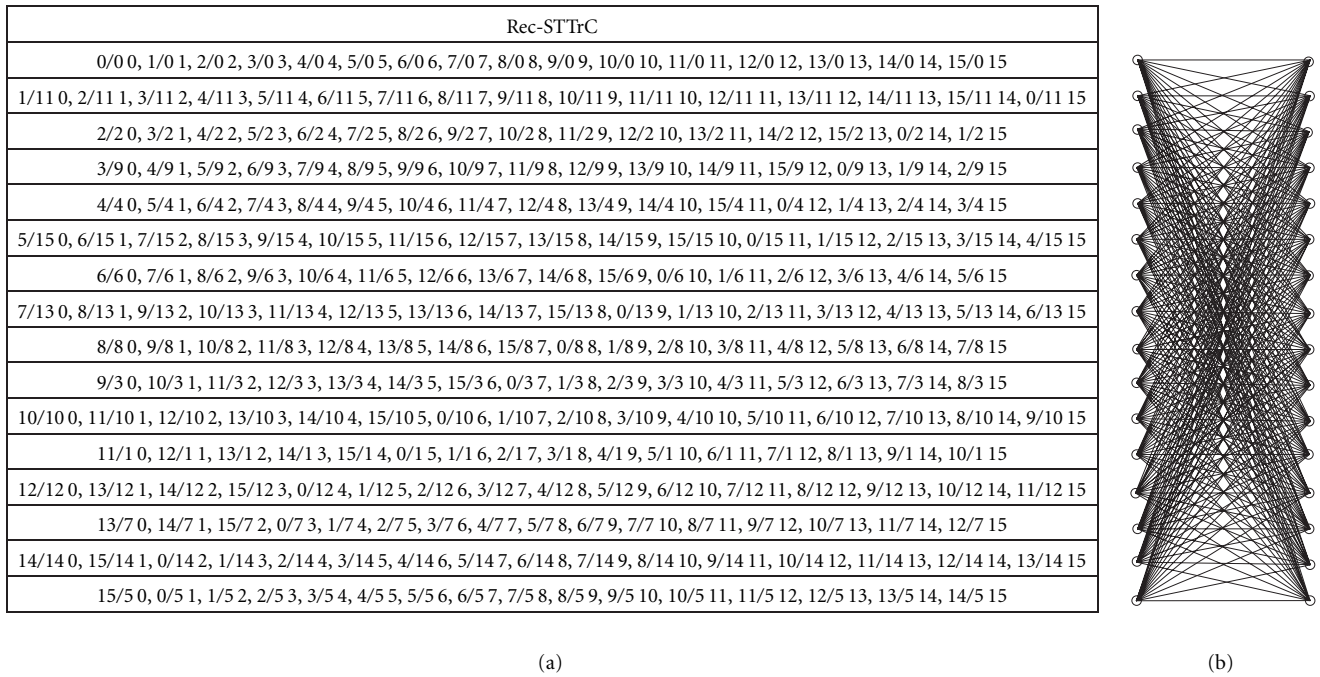 Rec-STTrC
0/0 0, 1/0 1, 2/0 2, 3/0 3, 4/0 4, 5/0 5, 6/0 6, 7/0 7, 8/0 8, 9/0 9, 10/0 10, 11/0 11, 12/0 12, 13/0 13, 14/0 14, 15/0 15
1/11 0, 2/11 1, 3/11 2, 4/11 3, 5/11 4, 6/11 5, 7/11 6, 8/11 7, 9/11 8, 10/11 9, 11/11 10, 12/11 11, 13/11 12, 14/11 13, 15/11 14, 0/11 15
2/2 0, 3/2 1, 4/2 2, 5/2 3, 6/2 4, 7/2 5, 8/2 6, 9/2 7, 10/2 8, 11/2 9, 12/2 10, 13/2 11, 14/2 12, 15/2 13, 0/2 14, 1/2 15
3/9 0, 4/9 1, 5/9 2, 6/9 3, 7/9 4, 8/9 5, 9/9 6, 10/9 7, 11/9 8, 12/9 9, 13/9 10, 14/9 11, 15/9 12, 0/9 13, 1/9 14, 2/9 15
4/4 0, 5/4 1, 6/4 2, 7/4 3, 8/4 4, 9/4 5, 10/4 6, 11/4 7, 12/4 8, 13/4 9, 14/4 10, 15/4 11, 0/4 12, 1/4 13, 2/4 14, 3/4 15
5/15 0, 6/15 1, 7/15 2, 8/15 3, 9/15 4, 10/15 5, 11/15 6, 12/15 7, 13/15 8, 14/15 9, 15/15 10, 0/15 11, 1/15 12, 2/15 13, 3/15 14, 4/15 15
6/6 0, 7/6 1, 8/6 2, 9/6 3, 10/6 4, 11/6 5, 12/6 6, 13/6 7, 14/6 8, 15/6 9, 0/6 10, 1/6 11, 2/6 12, 3/6 13, 4/6 14, 5/6 15
7/13 0, 8/13 1, 9/13 2, 10/13 3, 11/13 4, 12/13 5, 13/13 6, 14/13 7, 15/13 8, 0/13 9, 1/13 10, 2/13 11, 3/13 12, 4/13 13, 5/13 14, 6/13 15
8/8 0, 9/8 1, 10/8 2, 11/8 3, 12/8 4, 13/8 5, 14/8 6, 15/8 7, 0/8 8, 1/8 9, 2/8 10, 3/8 11, 4/8 12, 5/8 13, 6/8 14, 7/8 15
9/3 0, 10/3 1, 11/3 2, 12/3 3, 13/3 4, 14/3 5, 15/3 6, 0/3 7, 1/3 8, 2/3 9, 3/3 10, 4/3 11, 5/3 12, 6/3 13, 7/3 14, 8/3 15
10/10 0, 11/10 1, 12/10 2, 13/10 3, 14/10 4, 15/10 5, 0/10 6, 1/10 7, 2/10 8, 3/10 9, 4/10 10, 5/10 11, 6/10 12, 7/10 13, 8/10 14, 9/10 15
11/1 0, 12/1 1, 13/1 2, 14/1 3, 15/1 4, 0/1 5, 1/1 6, 2/1 7, 3/1 8, 4/1 9, 5/1 10, 6/1 11, 7/1 12, 8/1 13, 9/1 14, 10/1 15
12/12 0, 13/12 1, 14/12 2, 15/12 3, 0/12 4, 1/12 5, 2/12 6, 3/12 7, 4/12 8, 5/12 9, 6/12 10, 7/12 11, 8/12 12, 9/12 13, 10/12 14, 11/12 15
13/7 0, 14/7 1, 15/7 2, 0/7 3, 1/7 4, 2/7 5, 3/7 6, 4/7 7, 5/7 8, 6/7 9, 7/7 10, 8/7 11, 9/7 12, 10/7 13, 11/7 14, 12/7 15
14/14 0, 15/14 1, 0/14 2, 1/14 3, 2/14 4, 3/14 5, 4/14 6, 5/14 7, 6/14 8, 7/14 9, 8/14 10, 9/14 11, 10/14 12, 11/14 13, 12/14 14, 13/14 15
15/5 0, 0/5 1, 1/5 2, 2/5 3, 3/5 4, 4/5 5, 5/5 6, 6/5 7, 7/5 8, 8/5 9, 9/5 10, 10/5 11, 11/5 12, 12/5 13, 13/5 14, 14/5 15
(a)
(b)